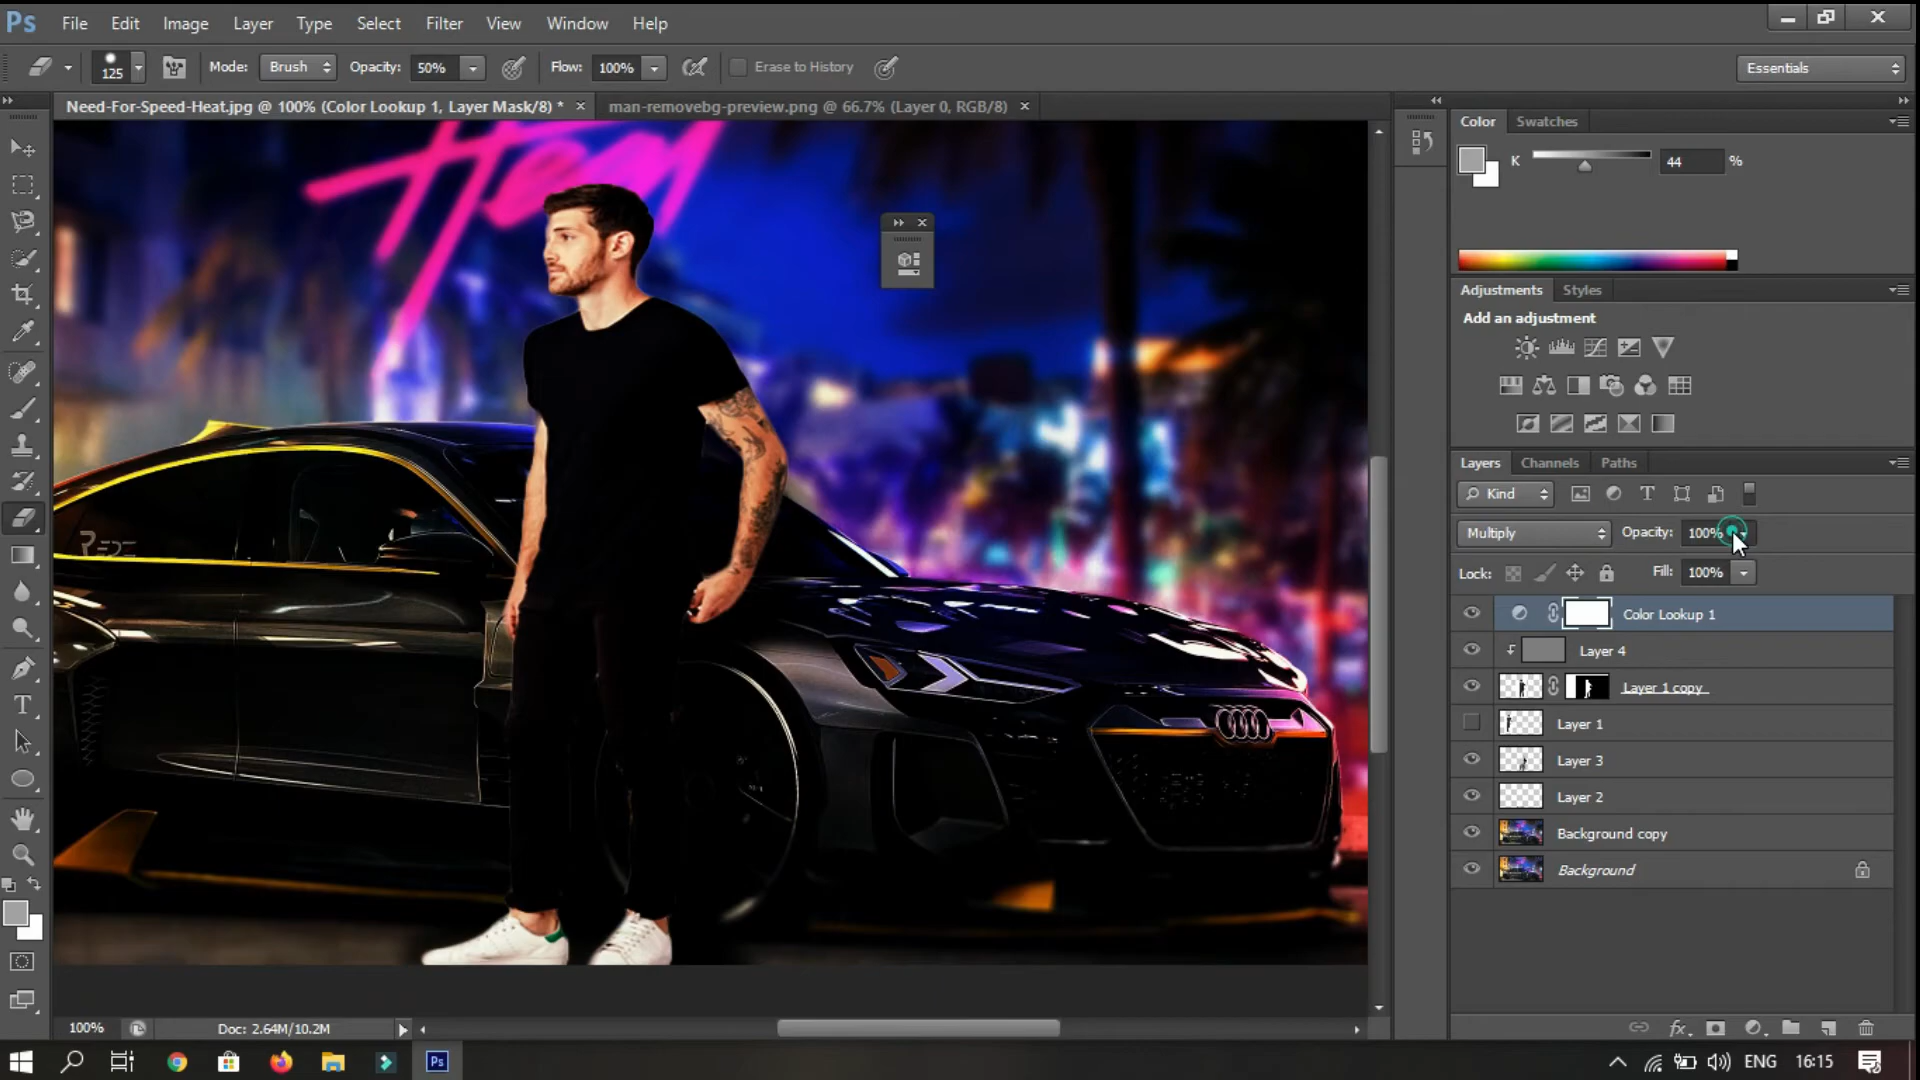 Ps File Edit Image Layer Type Select Filter View Window Help
125 Mode: Brush Opacity: 50% Flow: 100% Erase to History Essentials
Need-For-Speed-Heat.jpg @ 100% (Color Lookup 1, Layer Mask/8) * × man-removebg-preview.png @ 66.7% (Layer 0, RGB/8) ×
Heat
Color Swatches
K 44 %
Adjustments Styles
Add an adjustment
Layers Channels Paths
Kind
Multiply Opacity: 100%
Lock: Fill: 100%
Color Lookup 1
Layer 4
Layer 1 copy
Layer 1
Layer 3
Layer 2
Background copy
Background
100% Doc: 2.64M/10.2M
Ps ENG 16:15